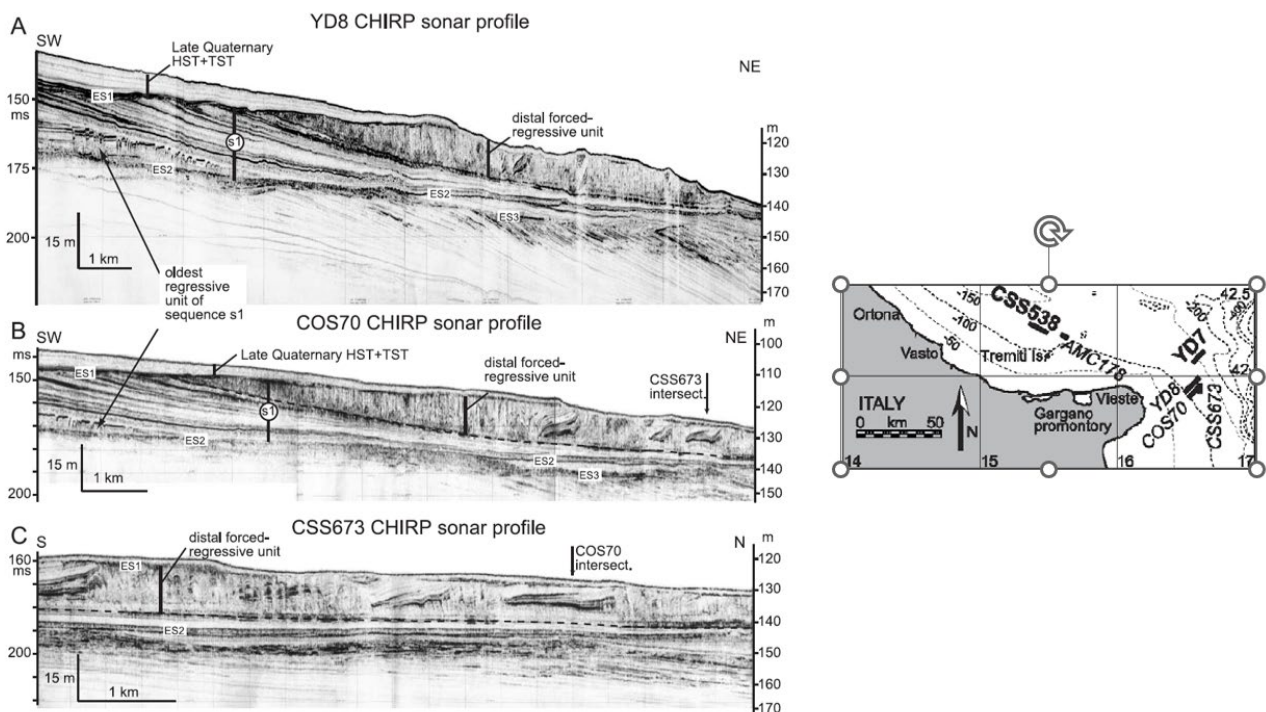 A
YD8 CHIRP sonar profile
SW
Late Quaternary
HST+TST
NE
ES1
150
ms
distal forced-
regressive unit
m
120
s1
130
175
ES2
ES2
140
ES3
150
200
15 m
1 km
160
170
oldest
regressive
unit of
sequence s1
B
SW
COS70 CHIRP sonar profile
NE
m
100
ms
Late Quaternary HST+TST
distal forced-
regressive unit
CSS673
intersect.
ES1
150
110
s1
120
130
ES2
ES2
ES3
140
15 m
1 km
150
200
C
CSS673 CHIRP sonar profile
S
distal forced-
regressive unit
COS70
intersect.
N
m
160
ms
ES1
120
130
140
ES2
200
150
15 m
1 km
160
170
Ortona
-150
-100
-50
CSS538
AMC178
-200
400
42.5
Vasto
Tremiti Is.
YD7
42
ITALY
0 km 50
N
Gargano
promontory
Vieste
YD8
COS70
CSS673
14
15
16
17